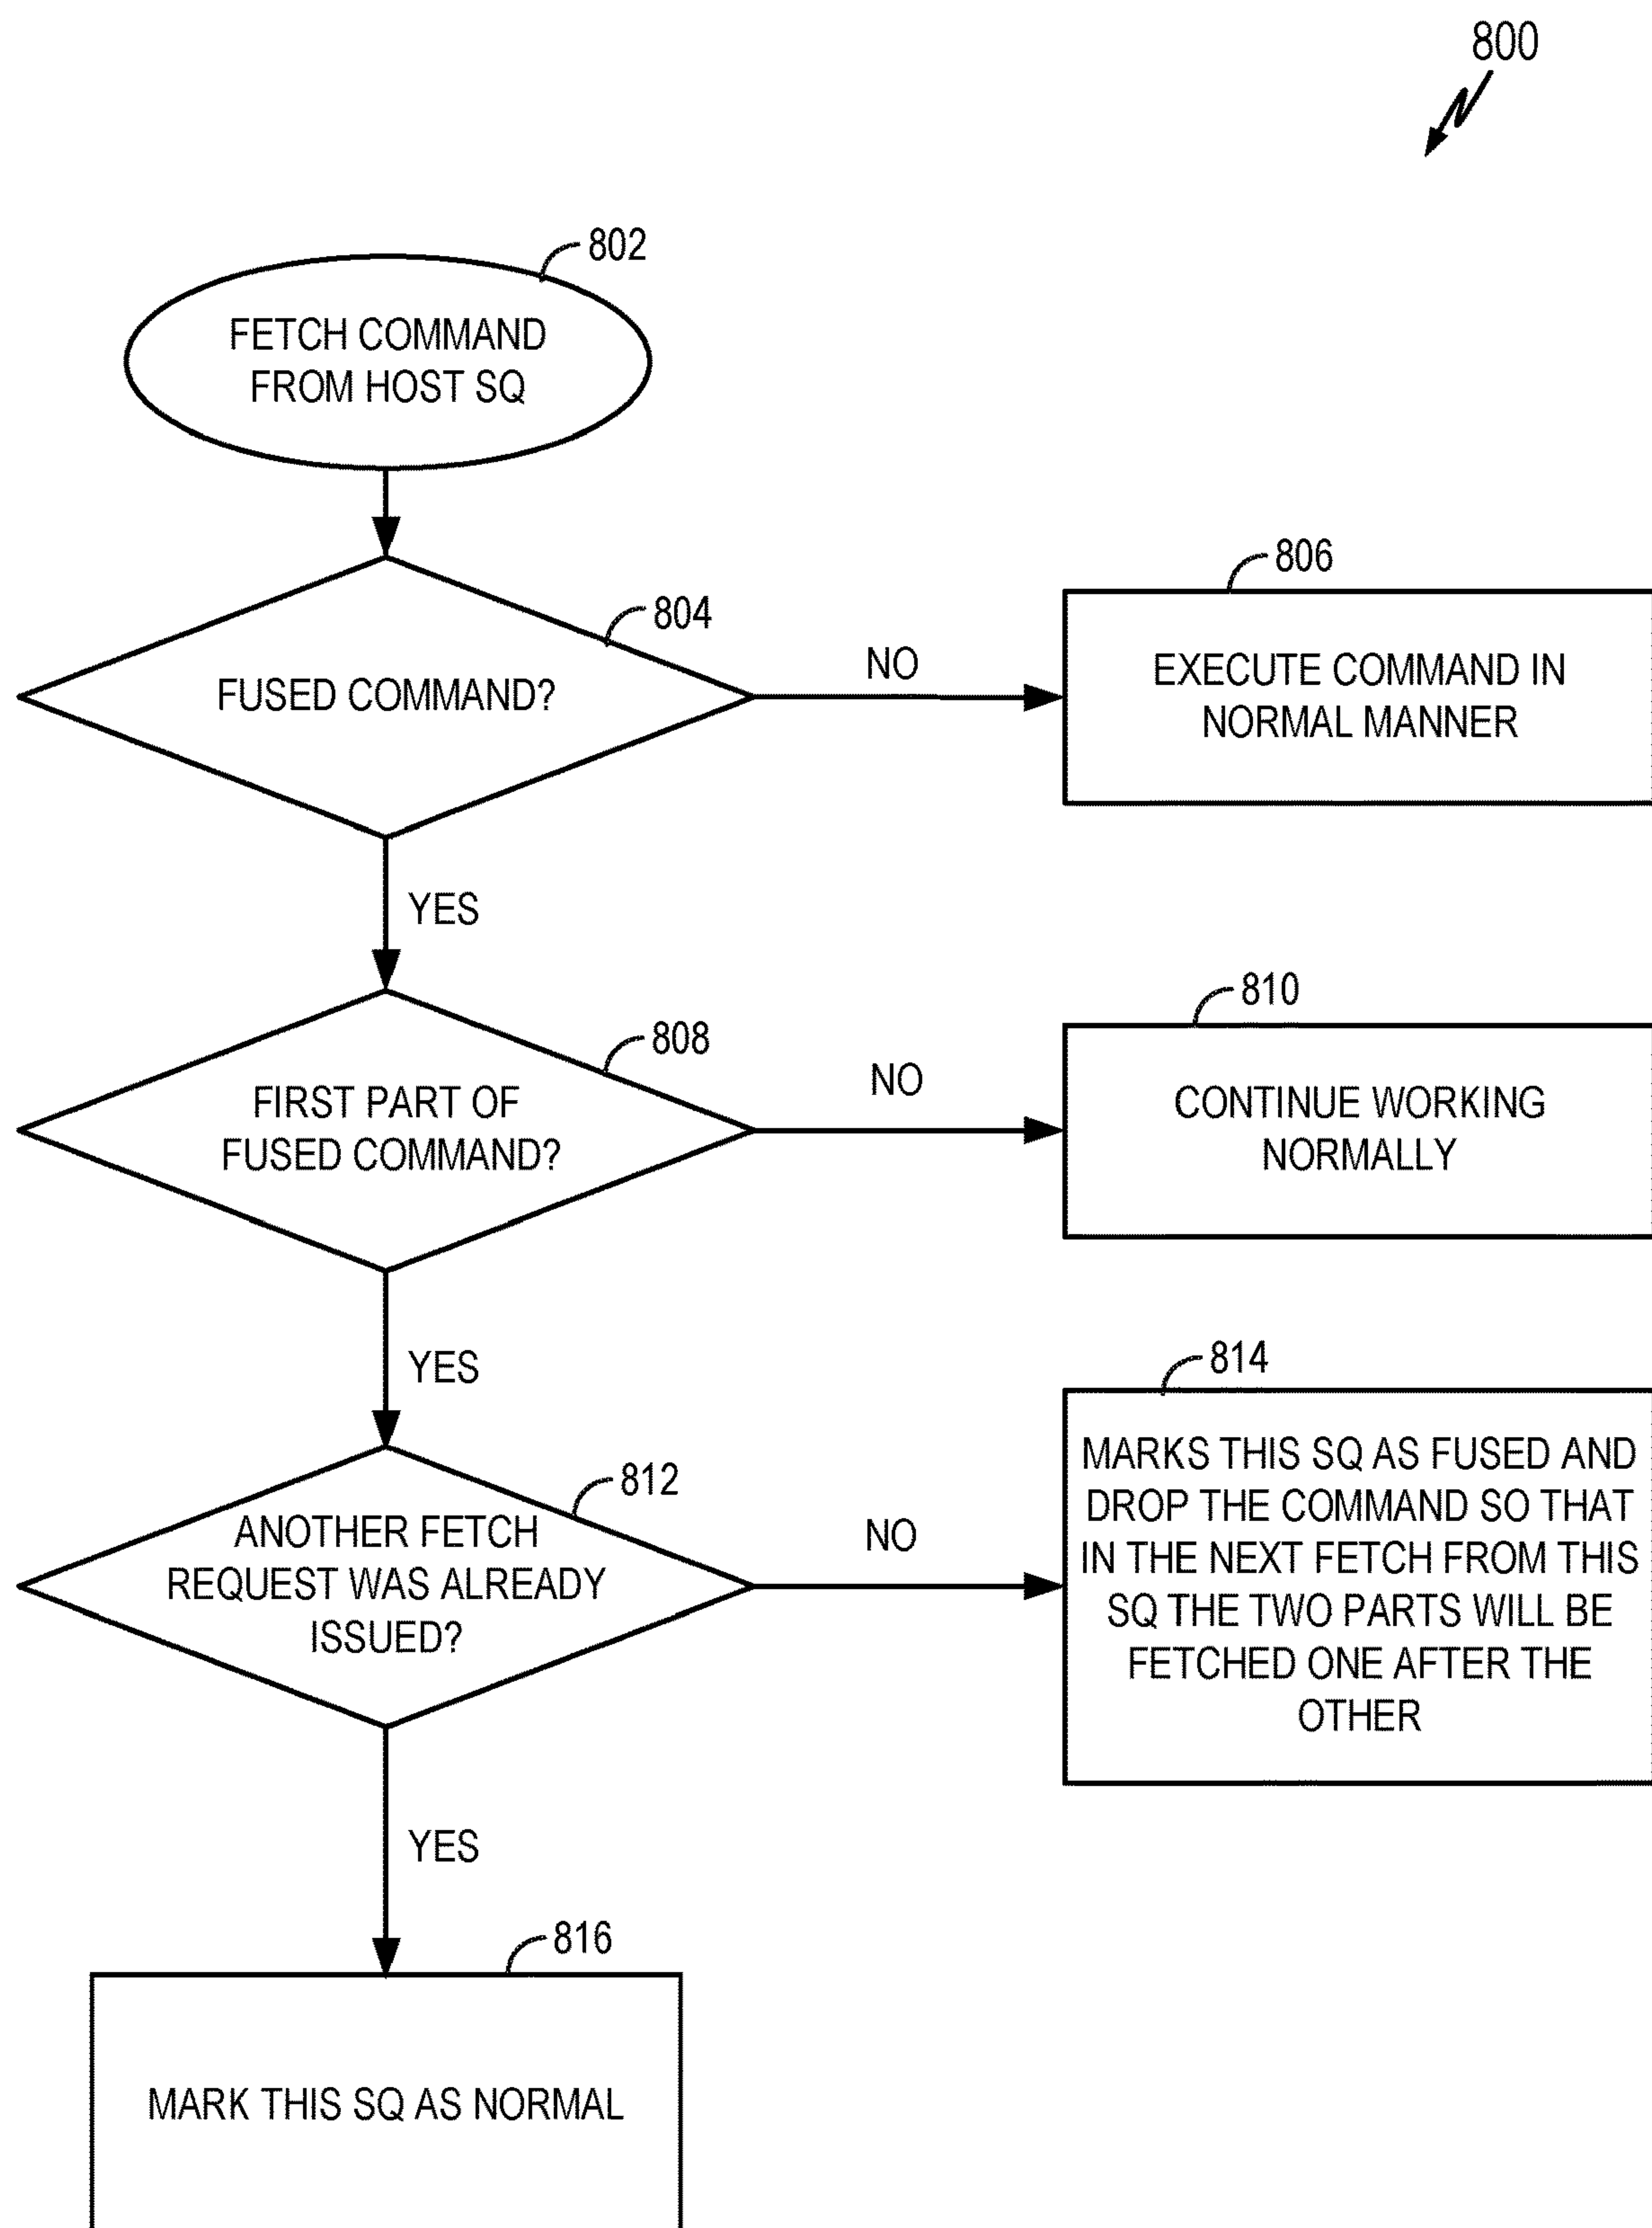 800
802
FETCH COMMAND
FROM HOST SQ
804
FUSED COMMAND?
NO
806
EXECUTE COMMAND IN
NORMAL MANNER
YES
808
FIRST PART OF
FUSED COMMAND?
NO
810
CONTINUE WORKING
NORMALLY
YES
812
ANOTHER FETCH
REQUEST WAS ALREADY
ISSUED?
NO
814
MARKS THIS SQ AS FUSED AND
DROP THE COMMAND SO THAT
IN THE NEXT FETCH FROM THIS
SQ THE TWO PARTS WILL BE
FETCHED ONE AFTER THE
OTHER
YES
816
MARK THIS SQ AS NORMAL